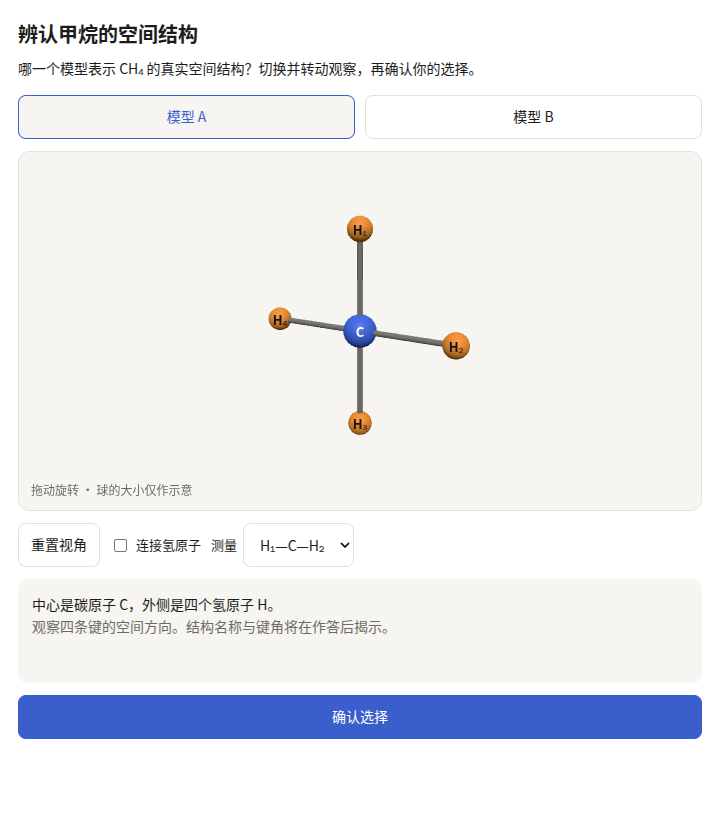 辨认甲烷的空间结构
哪一个模型表示 CH₄ 的真实空间结构？切换并转动观察，再确认你的选择。
模型 A
模型 B
H₁
H₄
C
H₂
H₃
拖动旋转 · 球的大小仅作示意
重置视角
连接氢原子
测量
H₁—C—H₂
中心是碳原子 C，外侧是四个氢原子 H。
观察四条键的空间方向。结构名称与键角将在作答后揭示。
确认选择